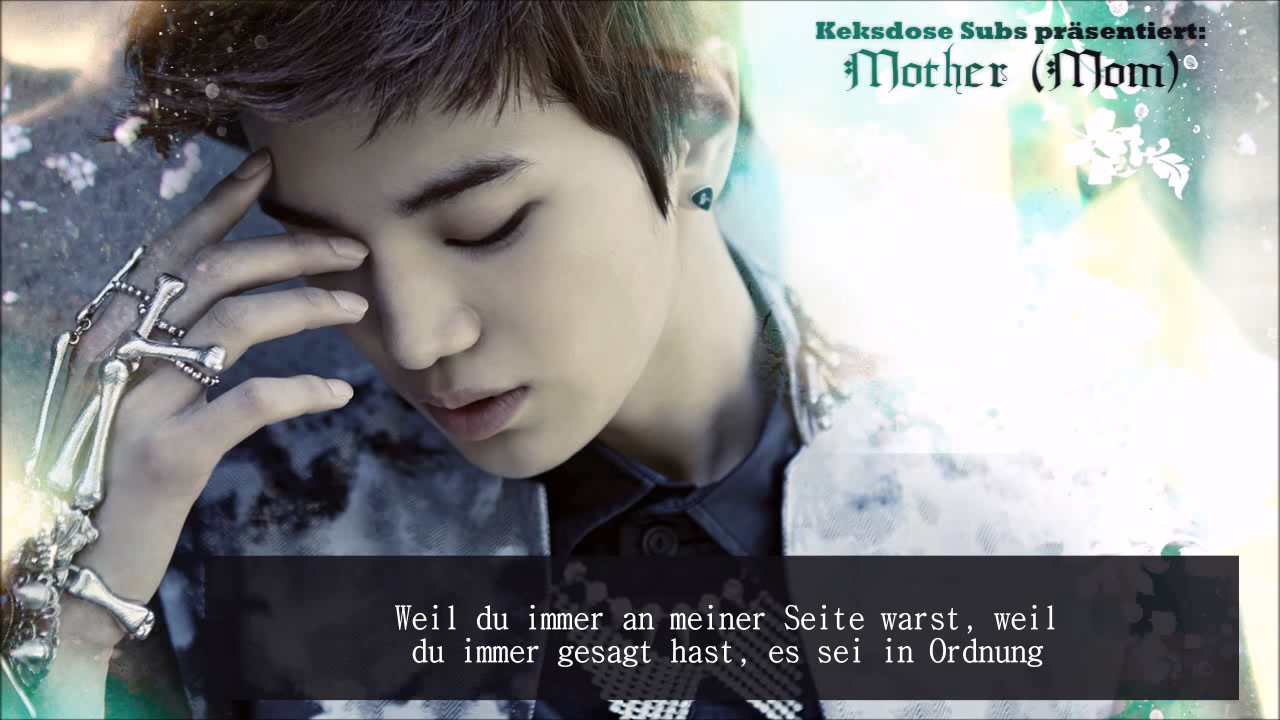 Keksdose Subs präsentiert:
Mother (Mom)
Weil du immer an meiner Seite warst, weil
du immer gesagt hast, es sei in Ordnung